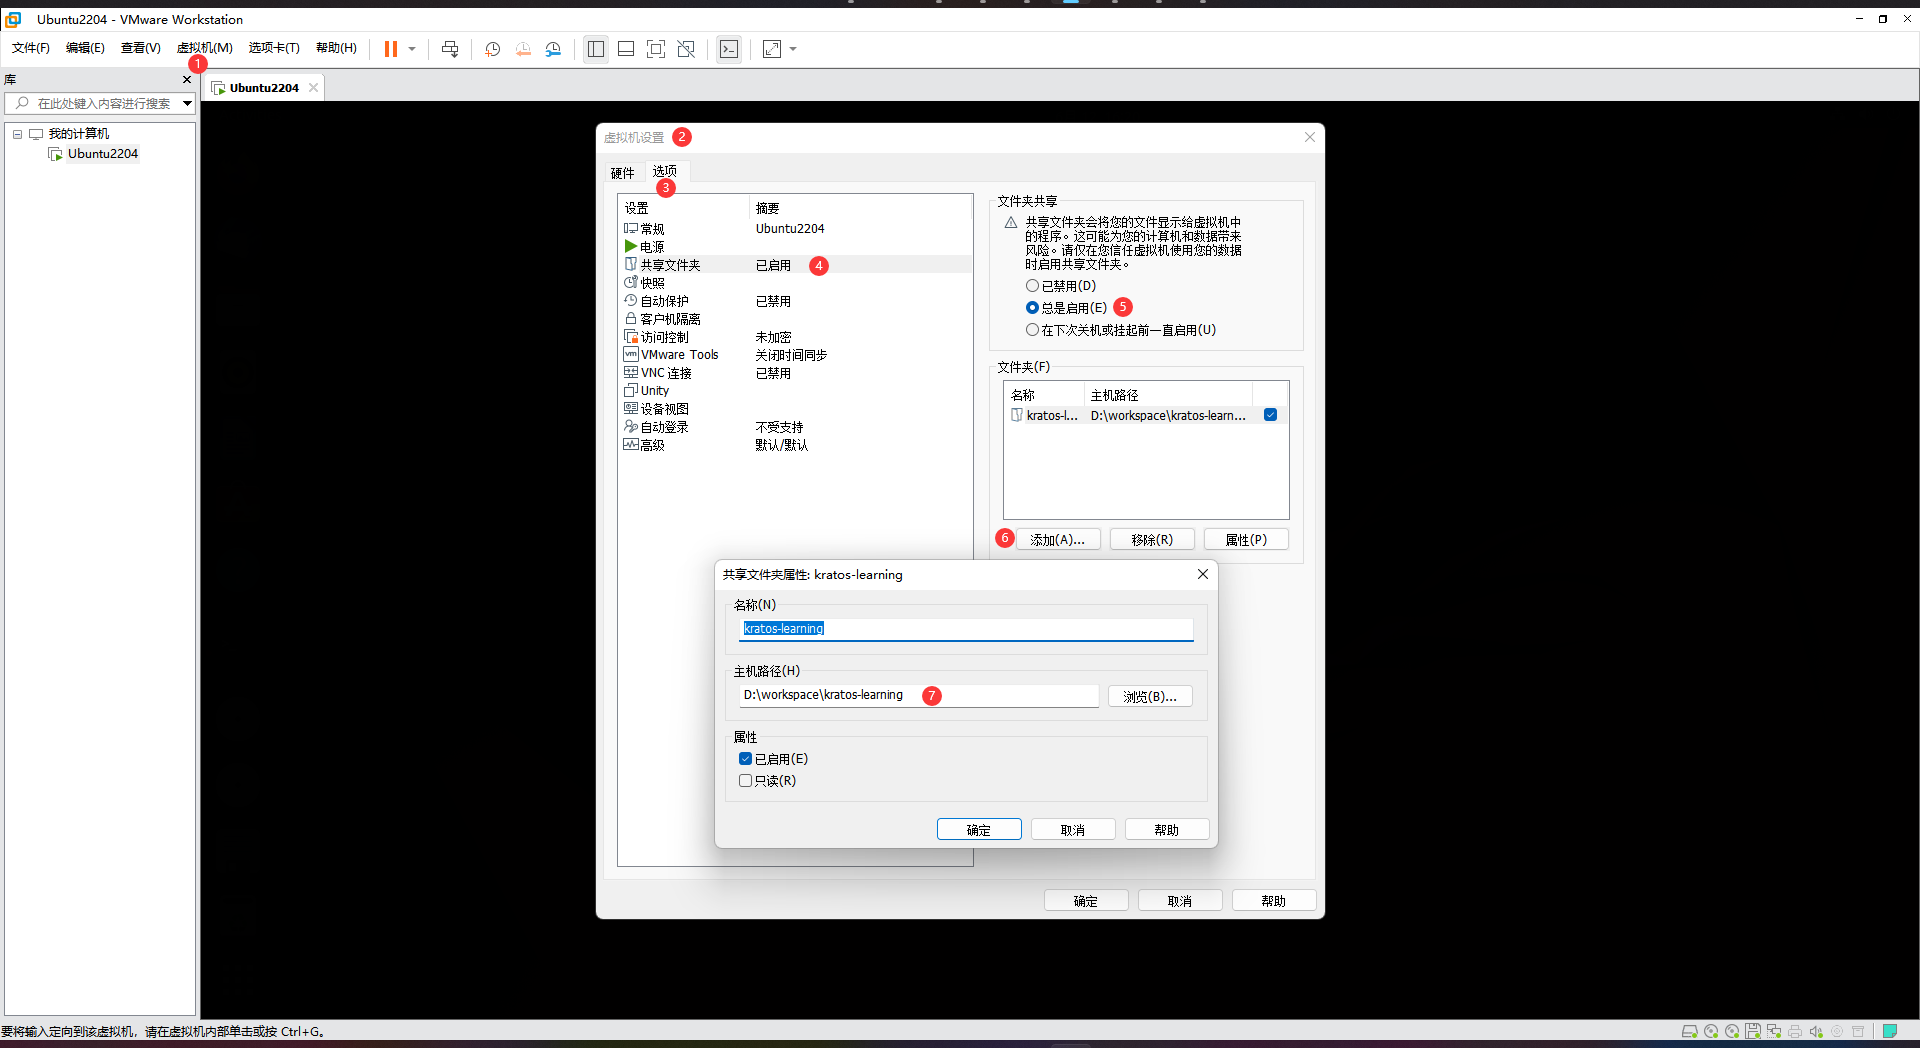 Ubuntu2204 - VMware Workstation
文件(F) 编辑(E) 查看(V) 虚拟机(M) 选项卡(T) 帮助(H)
1
库
Ubuntu2204
在此处键入内容进行搜索
我的计算机
Ubuntu2204
虚拟机设置 2
硬件 选项
3
设置 摘要
常规 Ubuntu2204
电源
共享文件夹 已启用 4
快照
自动保护 已禁用
客户机隔离
访问控制 未加密
vm VMware Tools 关闭时间同步
VNC 连接 已禁用
Unity
设备视图
自动登录 不受支持
高级 默认/默认
文件夹共享
共享文件夹会将您的文件显示给虚拟机中
的程序。这可能为您的计算机和数据带来
风险。请仅在您信任虚拟机使用您的数据
时启用共享文件夹。
已禁用(D)
总是启用(E) 5
在下次关机或挂起前一直启用(U)
文件夹(F)
名称 主机路径
kratos-l... D:\workspace\kratos-learn...
6 添加(A)... 移除(R) 属性(P)
共享文件夹属性: kratos-learning
名称(N)
kratos-learning
主机路径(H)
D:\workspace\kratos-learning 7 浏览(B)...
属性
已启用(E)
只读(R)
确定 取消 帮助
确定 取消 帮助
要将输入定向到该虚拟机，请在虚拟机内部单击或按 Ctrl+G。